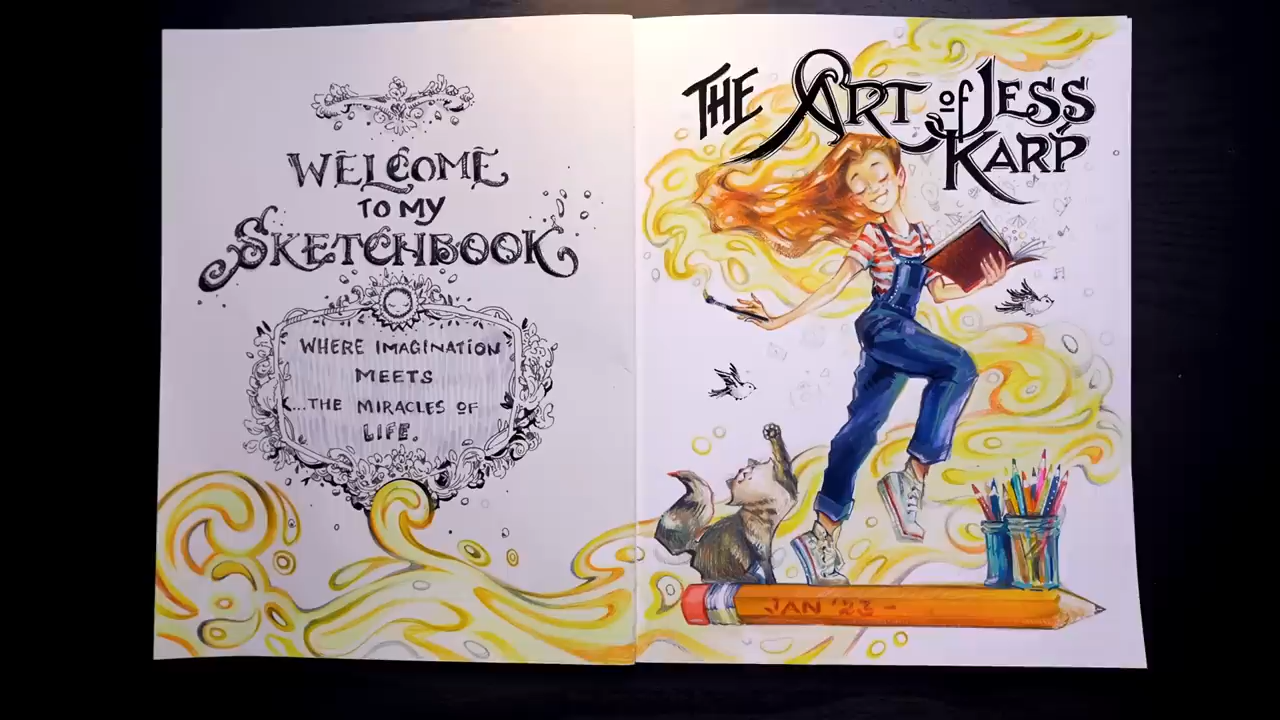 WELCOME
TO MY
SKETCHBOOK
WHERE IMAGINATION
MEETS
...THE MIRACLES OF
LIFE.
THE ART of JESS
KARP
JAN '23 -